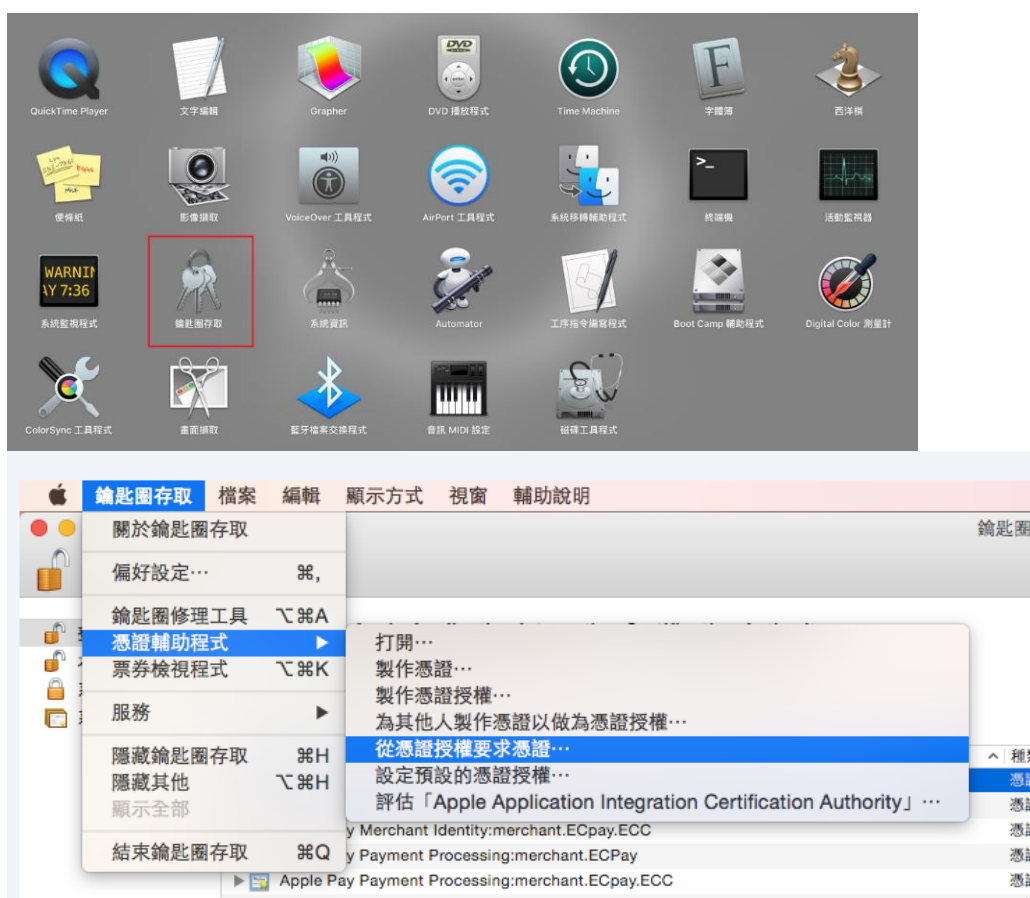 QuickTime Player
文字編輯
Grapher
DVD
DVD 播放程式
Time Machine
字體簿
西洋棋
便條紙
影像擷取
VoiceOver 工具程式
AirPort 工具程式
系統移轉輔助程式
>_
終端機
活動監視器
WARNIN
AY 7:36
系統監視程式
鑰匙圈存取
系統資訊
Automator
工序指令編寫程式
Boot Camp 輔助程式
Digital Color 測量計
ColorSync 工具程式
畫面擷取
藍牙檔案交換程式
音訊 MIDI 設定
磁碟工具程式
鑰匙圈存取 檔案 編輯 顯示方式 視窗 輔助說明
鑰匙圈
關於鑰匙圈存取
偏好設定… ⌘,
鑰匙圈修理工具 ⌥⌘A
憑證輔助程式 ▶
票券檢視程式 ⌥⌘K
服務 ▶
隱藏鑰匙圈存取 ⌘H
隱藏其他 ⌥⌘H
顯示全部
結束鑰匙圈存取 ⌘Q
打開…
製作憑證…
製作憑證授權…
為其他人製作憑證以做為憑證授權…
從憑證授權要求憑證…
設定預設的憑證授權…
評估「Apple Application Integration Certification Authority」…
種類
y Merchant Identity:merchant.ECpay.ECC
y Payment Processing:merchant.ECPay
Apple Pay Payment Processing:merchant.ECpay.ECC